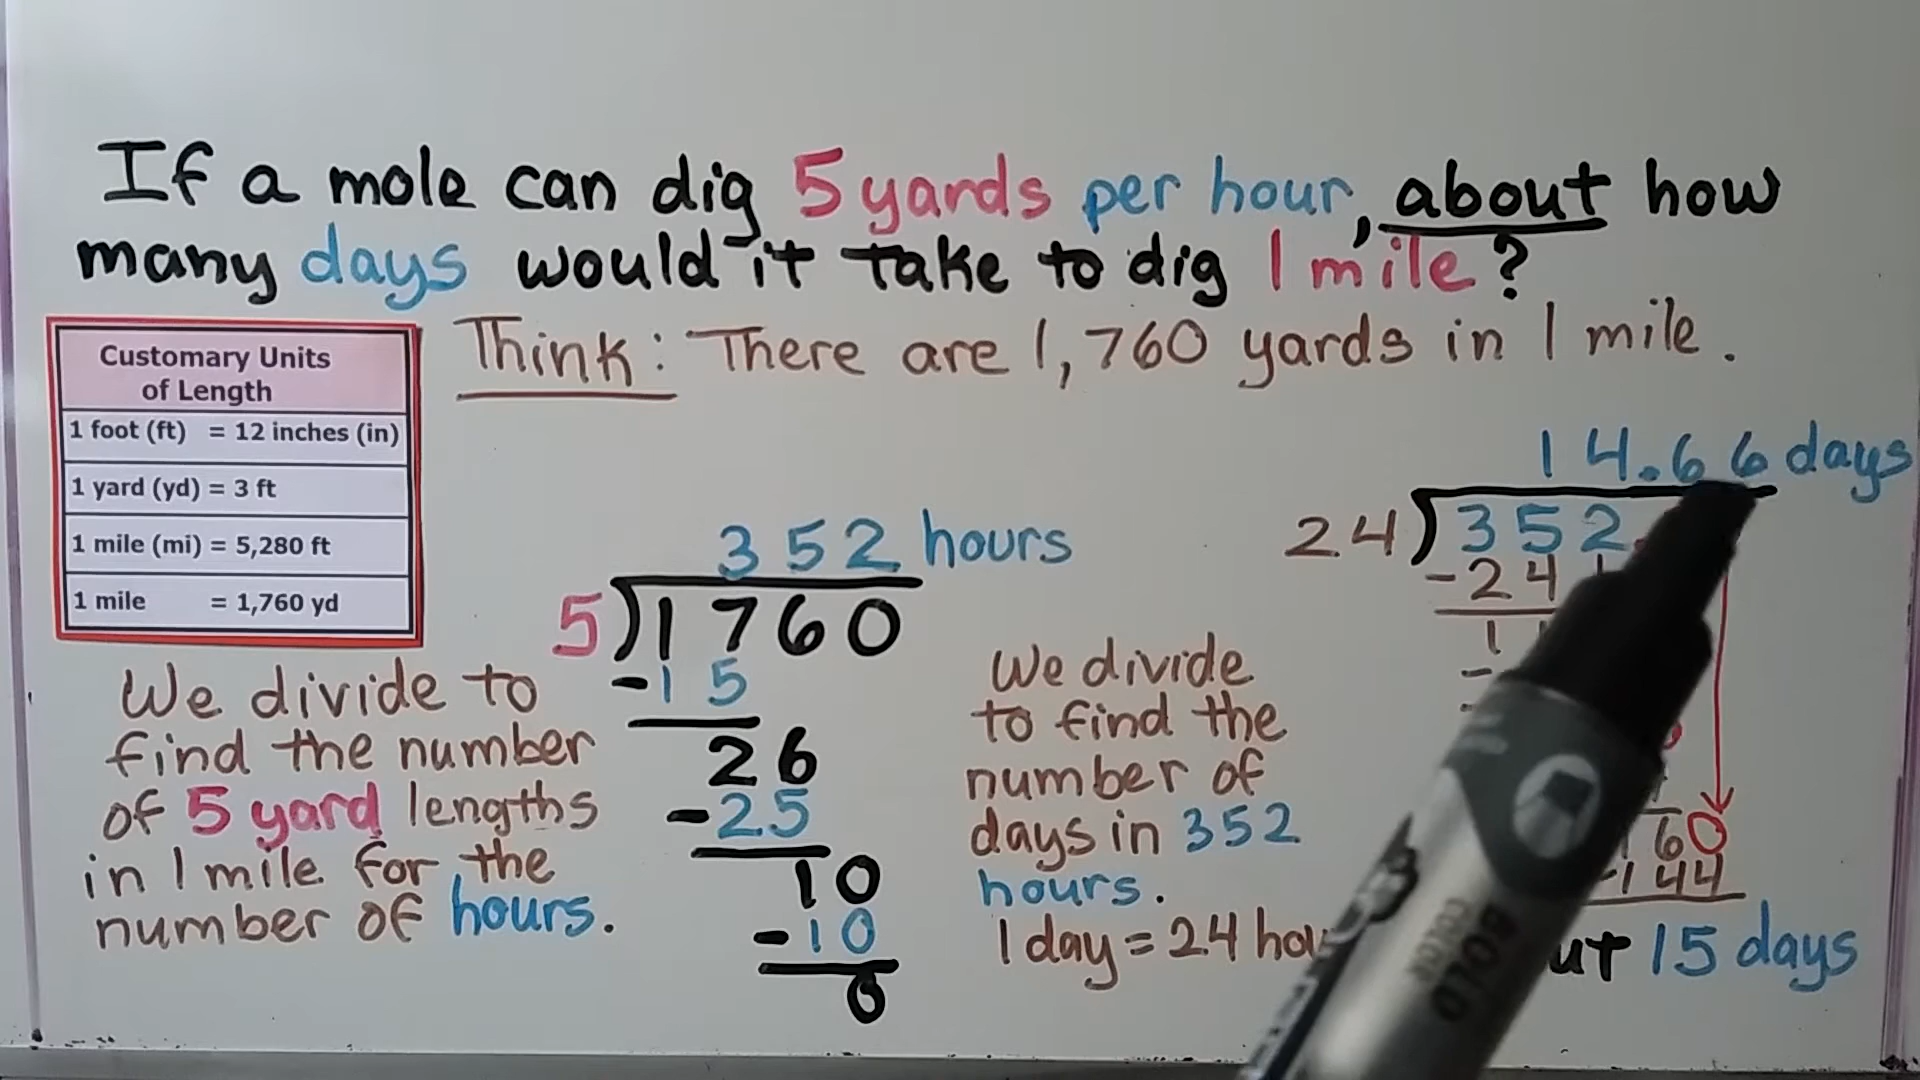 If a mole can dig 5 yards per hour, about how
many days would it take to dig 1 mile?
Think: There are 1,760 yards in 1 mile.
Customary Units
of Length
1 foot (ft) = 12 inches (in)
1 yard (yd) = 3 ft
1 mile (mi) = 5,280 ft
1 mile = 1,760 yd
We divide to
find the number
of 5 yard lengths
in 1 mile for the
number of hours.
352 hours
5)1760
-15
26
-25
10
-10
0
We divide
to find the
number of
days in 352
hours.
1 day = 24
14.66 days
24)352
-24
1
-
160
-144
15 days
BOLD
COLOR